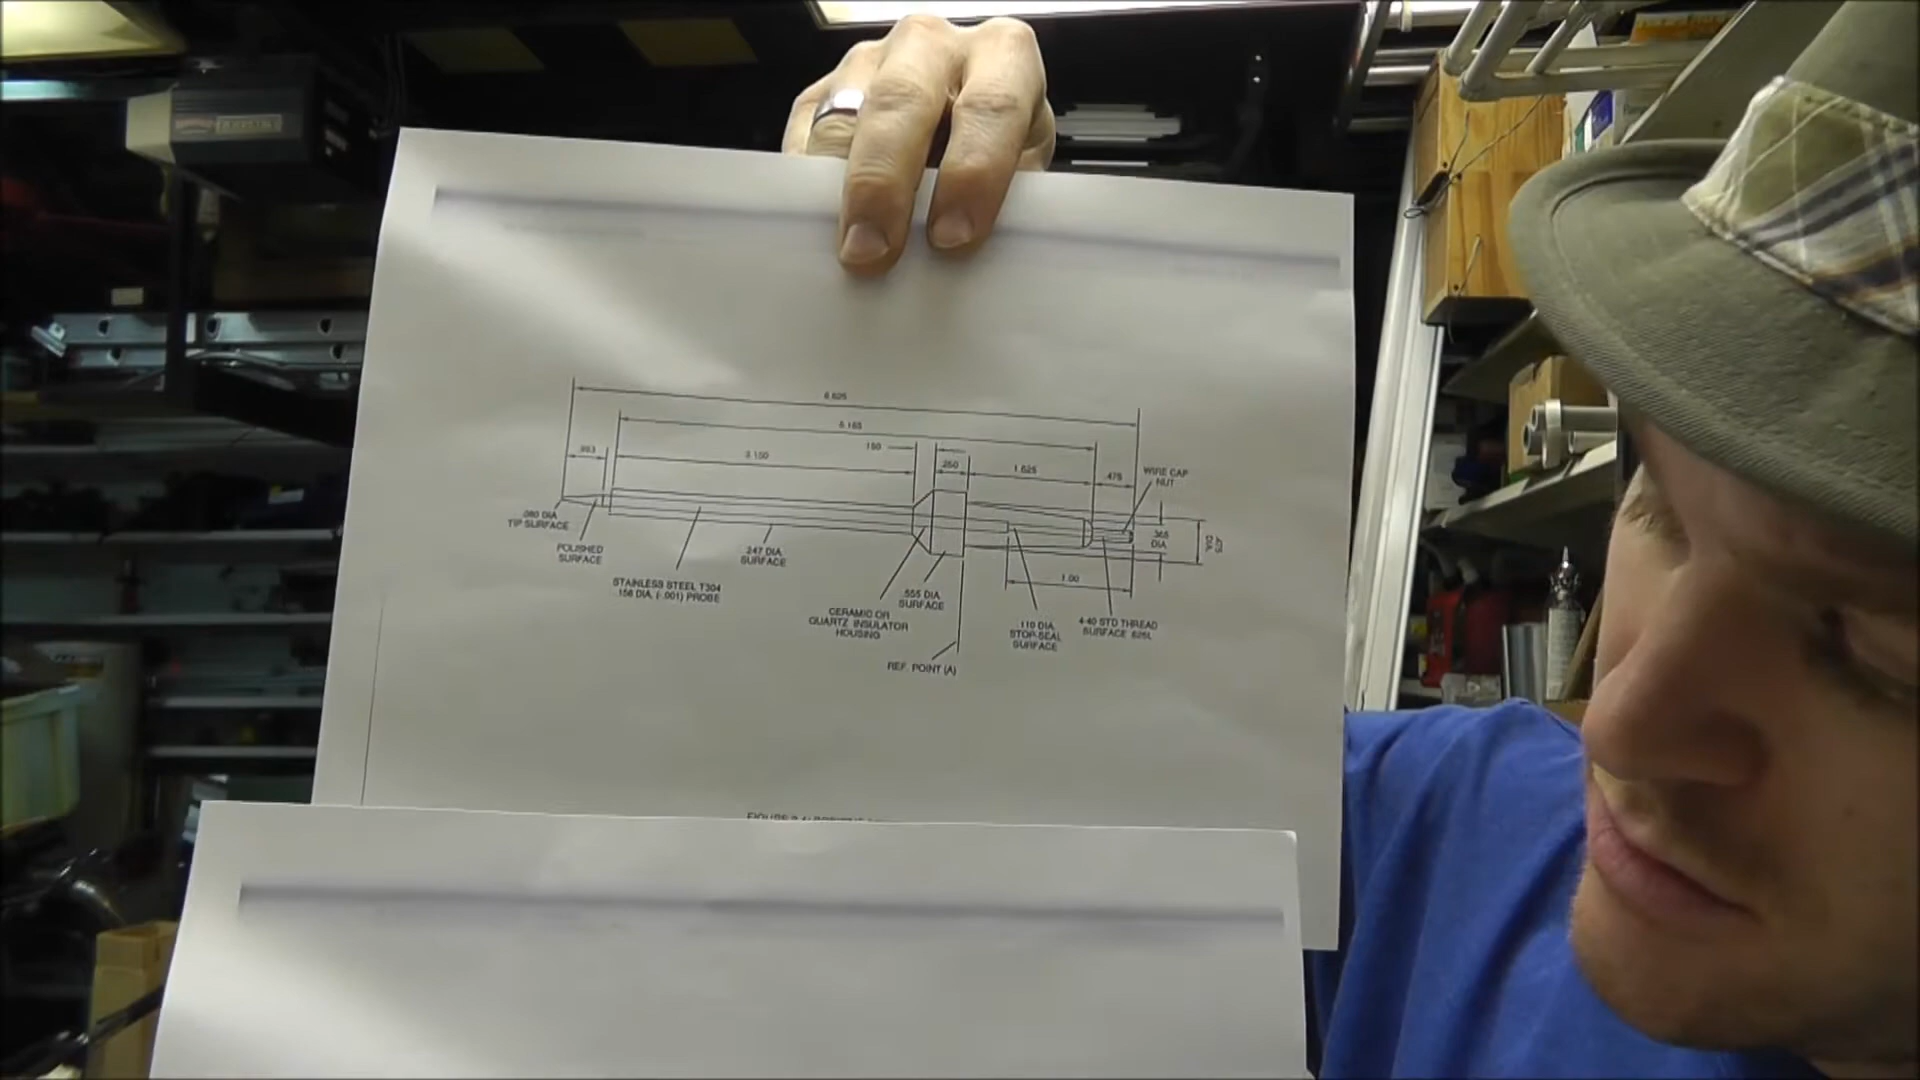 6.625
5.165
.150
.993
3.150
.250
1.625
.475
WIRE CAP
NUT
.080 DIA
TIP SURFACE
POLISHED
SURFACE
STAINLESS STEEL T304
.156 DIA. (-.001) PROBE
.247 DIA
SURFACE
CERAMIC OR
QUARTZ INSULATOR
HOUSING
.555 DIA
SURFACE
REF. POINT (A)
.110 DIA
STOP-SEAL
SURFACE
1.00
4-40 STD THREAD
SURFACE .625L
.365
DIA
DIA